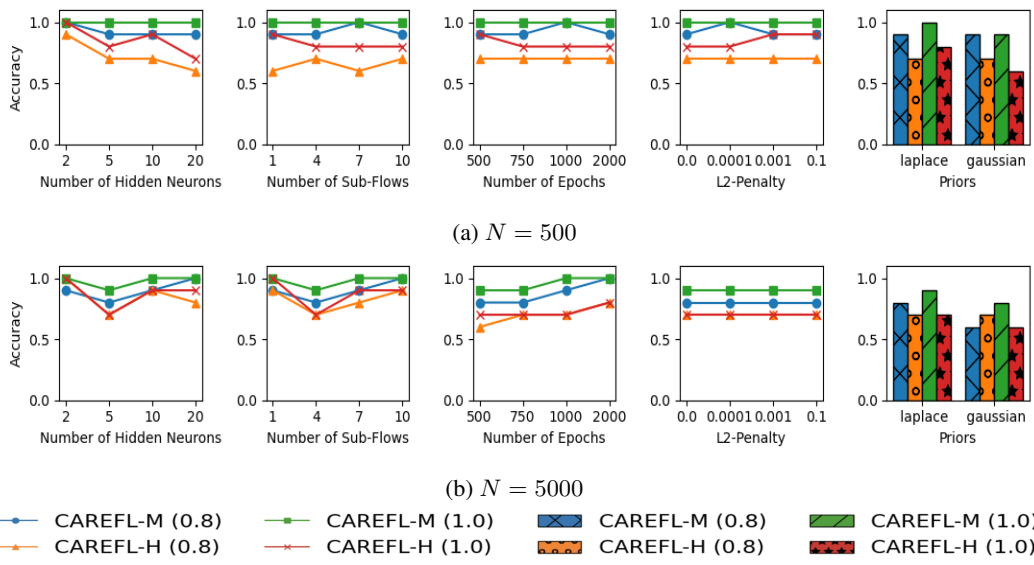 1.0
0.5
0.0
Accuracy
2 5 10 20
Number of Hidden Neurons
1.0
0.5
0.0
1 4 7 10
Number of Sub-Flows
1.0
0.5
0.0
500 750 1000 2000
Number of Epochs
1.0
0.5
0.0
0.0 0.0001 0.001 0.1
L2-Penalty
1.0
0.5
0.0
laplace gaussian
Priors
(a) N = 500
1.0
0.5
0.0
Accuracy
2 5 10 20
Number of Hidden Neurons
1.0
0.5
0.0
1 4 7 10
Number of Sub-Flows
1.0
0.5
0.0
500 750 1000 2000
Number of Epochs
1.0
0.5
0.0
0.0 0.0001 0.001 0.1
L2-Penalty
1.0
0.5
0.0
laplace gaussian
Priors
(b) N = 5000
CAREFL-M (0.8) CAREFL-M (1.0) CAREFL-M (0.8) CAREFL-M (1.0)
CAREFL-H (0.8) CAREFL-H (1.0) CAREFL-H (0.8) CAREFL-H (1.0)